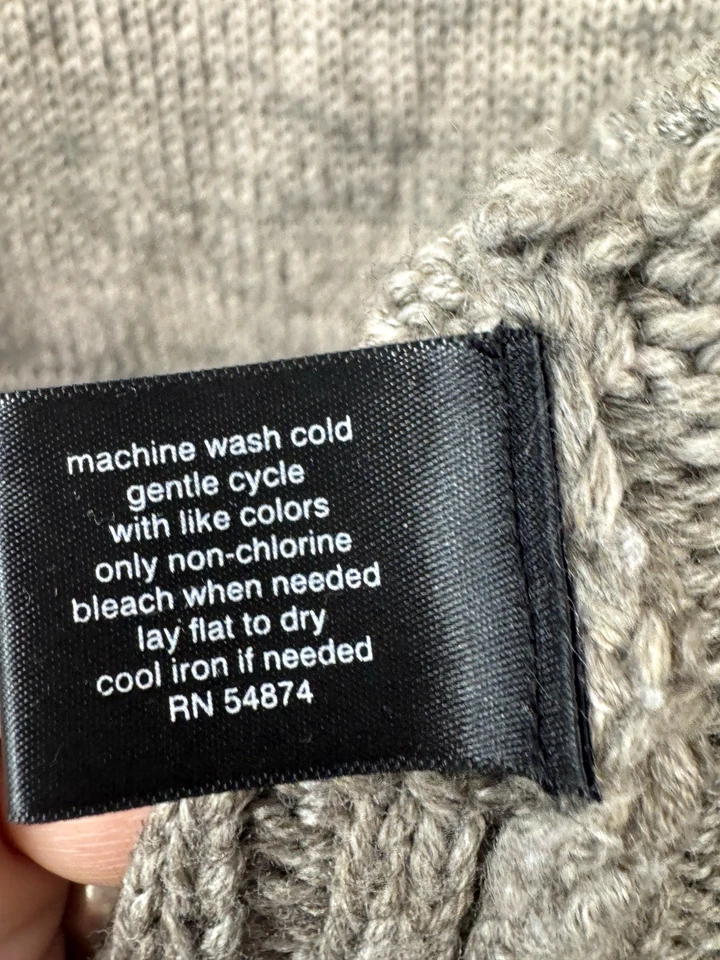 machine wash cold
gentle cycle
with like colors
only non-chlorine
bleach when needed
lay flat to dry
cool iron if needed
RN 54874